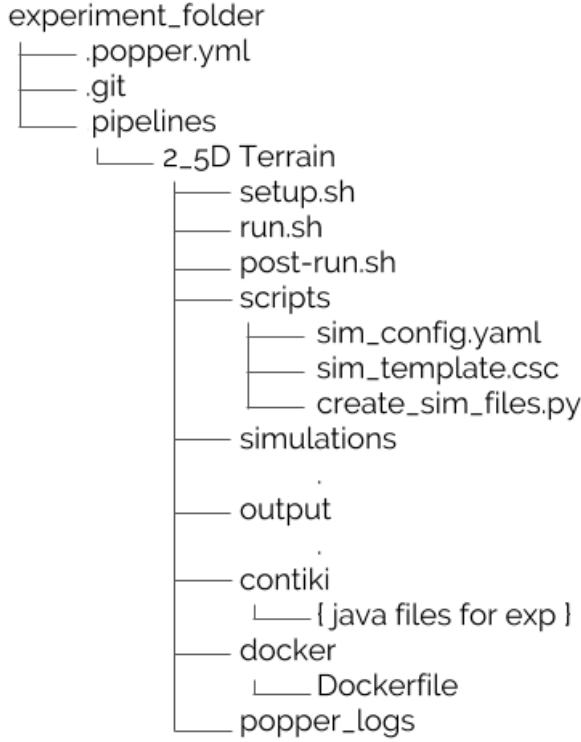 experiment_folder
.popper.yml
.git
pipelines
2_5D Terrain
setup.sh
run.sh
post-run.sh
scripts
sim_config.yaml
sim_template.csc
create_sim_files.py
simulations
.
output
.
contiki
{ java files for exp }
docker
Dockerfile
popper_logs